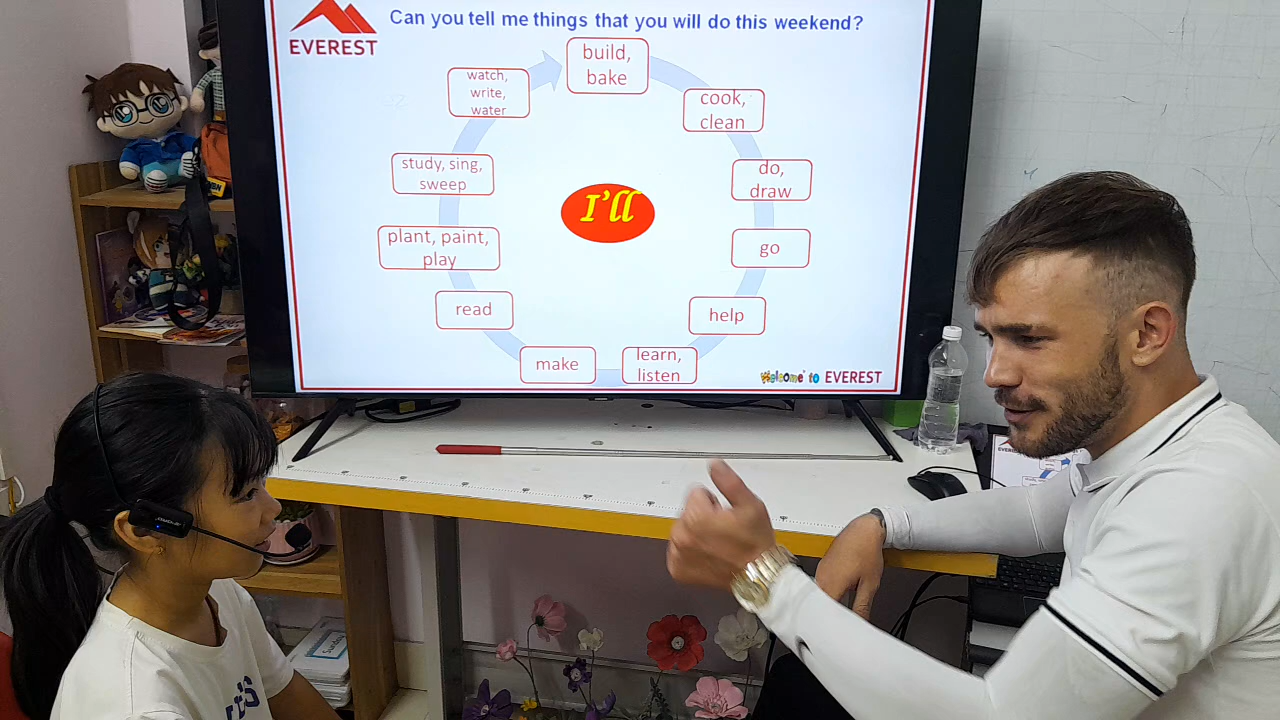 EVEREST
Can you tell me things that you will do this weekend?
build,
bake
cook,
clean
do,
draw
go
help
learn,
listen
make
read
plant, paint,
play
study, sing,
sweep
watch,
write,
water
I'll
Welcome to EVEREST